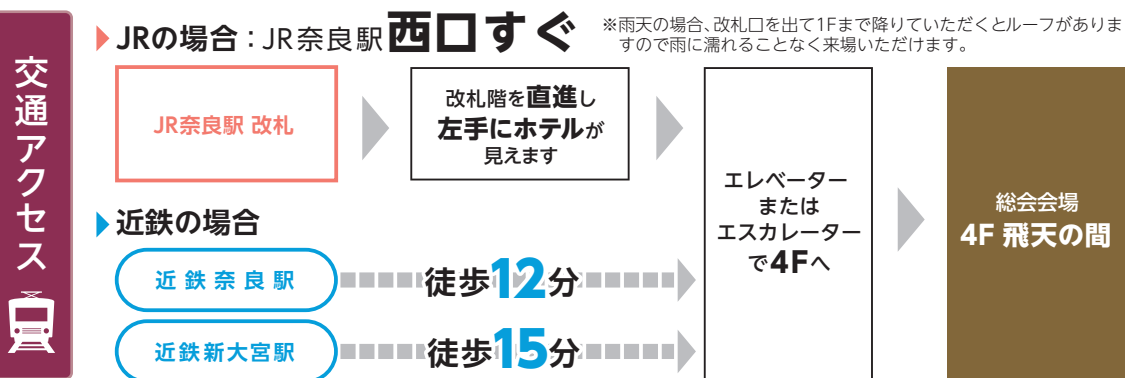 交通アクセス
JRの場合：JR奈良駅西口すぐ
※雨天の場合、改札口を出て1Fまで降りていただくとルーフがありま
すので雨に濡れることなく来場いただけます。
JR奈良駅 改札
改札階を直進し
左手にホテルが
見えます
近鉄の場合
近鉄奈良駅
徒歩12分
近鉄新大宮駅
徒歩15分
エレベーター
または
エスカレーター
で4Fへ
総会会場
4F 飛天の間